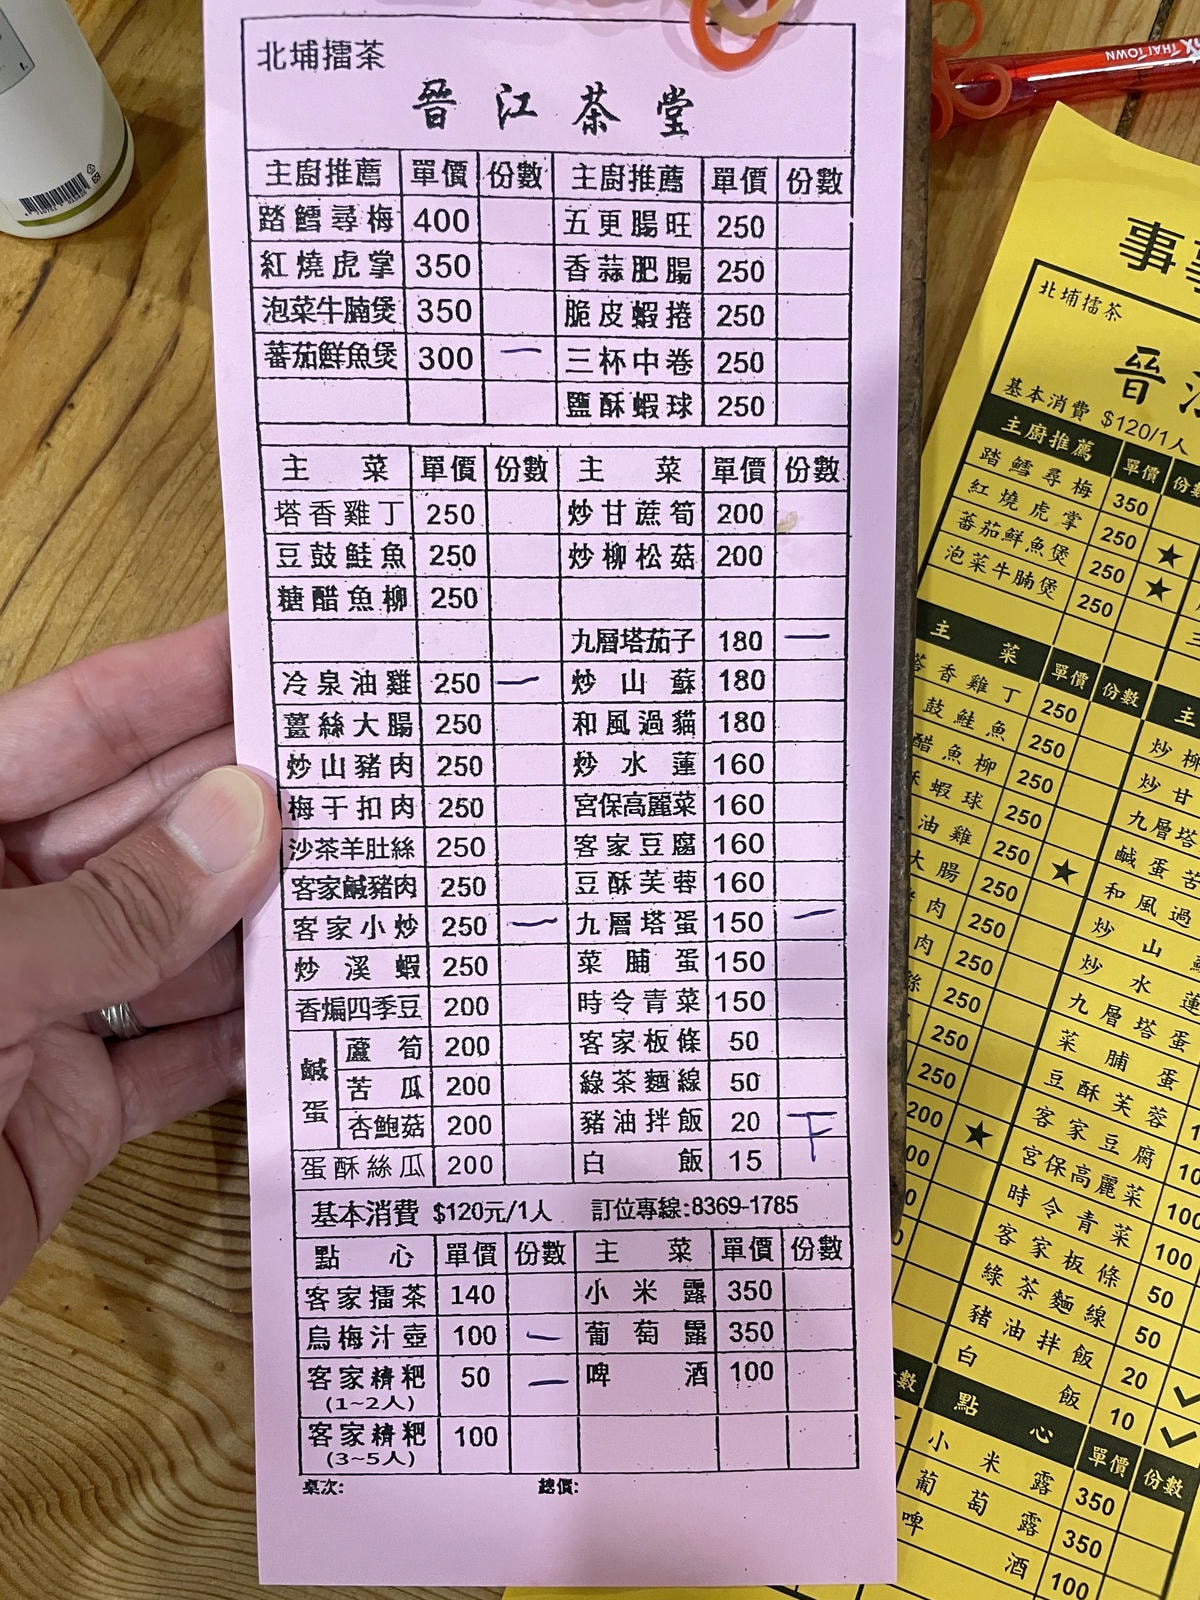 北埔擂茶
晉江茶堂
主廚推薦 單價 份數 主廚推薦 單價 份數
踏鱈尋梅 400 五更腸旺 250
紅燒虎掌 350 香蒜肥腸 250
泡菜牛腩煲 350 脆皮蝦捲 250
蕃茄鮮魚煲 300 一 三杯中卷 250
鹽酥蝦球 250
主菜 單價 份數 主菜 單價 份數
塔香雞丁 250 炒甘蔗筍 200
豆鼓鮭魚 250 炒柳松菇 200
糖醋魚柳 250
九層塔茄子 180 一
冷泉油雞 250 一 炒山蘇 180
薑絲大腸 250 和風過貓 180
炒山豬肉 250 炒水蓮 160
梅干扣肉 250 宮保高麗菜 160
沙茶羊肚絲 250 客家豆腐 160
客家鹹豬肉 250 豆酥芙蓉 160
客家小炒 250 一 九層塔蛋 150 一
炒溪蝦 250 菜脯蛋 150
香煸四季豆 200 時令青菜 150
鹹蛋 蘆筍 200 客家板條 50
苦瓜 200 綠茶麵線 50
杏鮑菇 200 豬油拌飯 20
蛋酥絲瓜 200 白飯 15
基本消費 $120元/1人 訂位專線:8369-1785
點心 單價 份數 主菜 單價 份數
客家擂茶 140 小米露 350
烏梅汁壺 100 一 葡萄露 350
客家糍粑 50 一 啤酒 100
(1~2人)
客家糍粑 100
(3~5人)
桌次: 總價:
THAI TOWN
北埔擂茶
晉
基本消費 $120/1人
主廚推薦 單價
踏鱈尋梅 350
紅燒虎掌 250 ★
蕃茄鮮魚煲 250 ★
泡菜牛腩煲 250
主菜 單價 份數 主
香雞丁 250 炒柳
鼓鮭魚 250 炒甘
醋魚柳 250 九層塔
蝦球 250 鹹蛋苦
油雞 250 ★ 和風過
大腸 250 炒山
肉 250 炒水蓮
肉 250 九層塔蛋
絲 250 菜脯蛋
250 豆酥芙蓉
250 客家豆腐
200 ★ 宮保高麗菜 100
時令青菜 100
客家板條 50
綠茶麵線 50
豬油拌飯 20 ✓
白飯 10 ✓
點心 單價 份數
小米露 350
葡萄露 350
啤酒 100